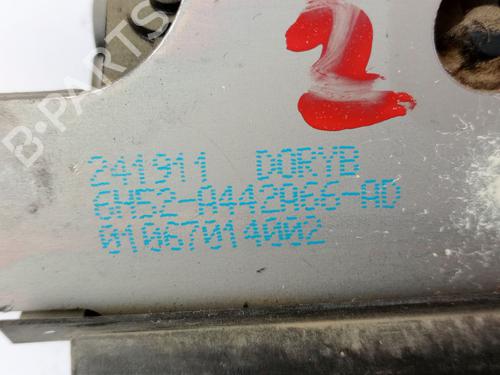 B-PARTS
2
241911 DORYB
6H52-A442A66-AD
01067014002